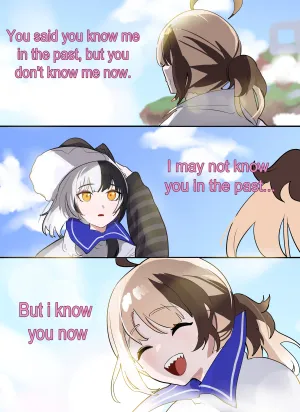 You said you know me
in the past, but you
don't know me now.
I may not know
you in the past...
But i know
you now